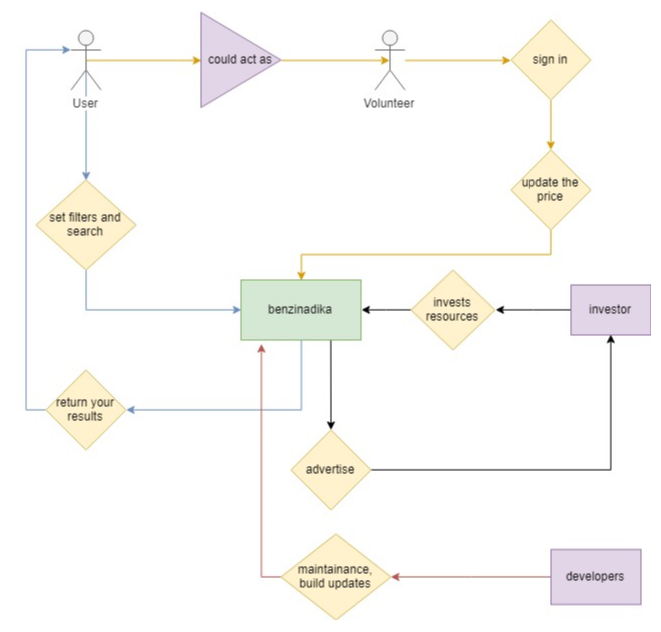 could act as
sign in
User
Volunteer
update the
price
set filters and
search
benzinadika
invests
resources
investor
return your
results
advertise
maintainance,
build updates
developers